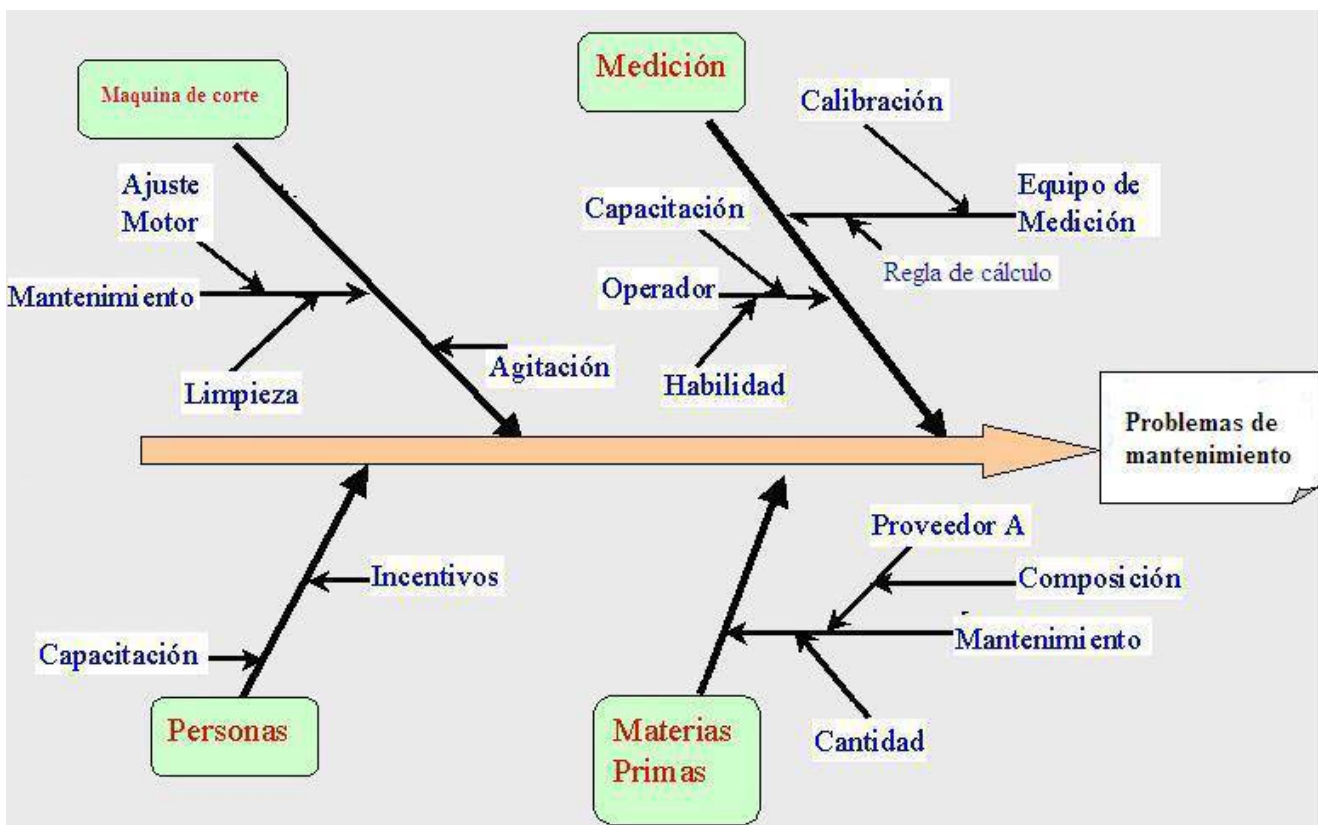 Maquina de corte
Medición
Calibración
Ajuste
Motor
Capacitación
Equipo de
Medición
Regla de cálculo
Mantenimiento
Operador
Agitación
Habilidad
Limpieza
Problemas de
mantenimiento
Proveedor A
Incentivos
Composición
Capacitación
Mantenimiento
Personas
Materias
Primas
Cantidad